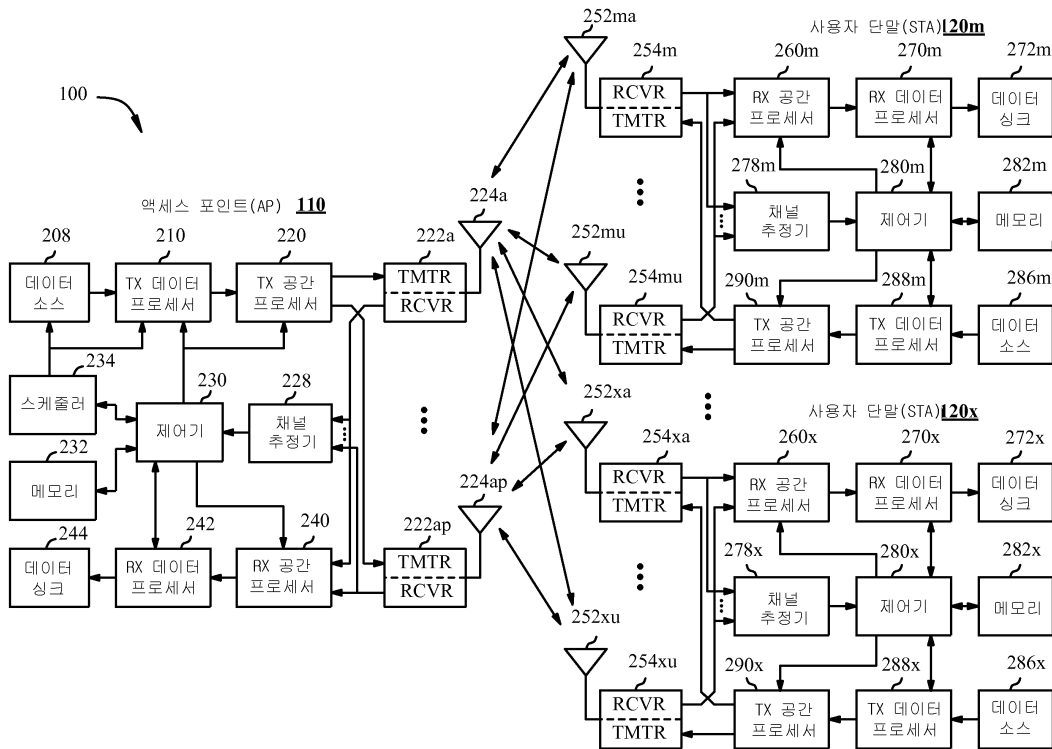 100
액세스 포인트(AP) 110
208
데이터
소스
210
TX 데이터
프로세서
220
TX 공간
프로세서
222a
TMTR
RCVR
224a
234
스케줄러
230
제어기
228
채널
추정기
232
메모리
244
데이터
싱크
242
RX 데이터
프로세서
240
RX 공간
프로세서
222ap
TMTR
RCVR
224ap
사용자 단말(STA) 120m
252ma
254m
RCVR
TMTR
260m
RX 공간
프로세서
270m
RX 데이터
프로세서
272m
데이터
싱크
278m
채널
추정기
280m
제어기
282m
메모리
252mu
254mu
RCVR
TMTR
290m
TX 공간
프로세서
288m
TX 데이터
프로세서
286m
데이터
소스
사용자 단말(STA) 120x
252xa
254xa
RCVR
TMTR
260x
RX 공간
프로세서
270x
RX 데이터
프로세서
272x
데이터
싱크
278x
채널
추정기
280x
제어기
282x
메모리
252xu
254xu
RCVR
TMTR
290x
TX 공간
프로세서
288x
TX 데이터
프로세서
286x
데이터
소스